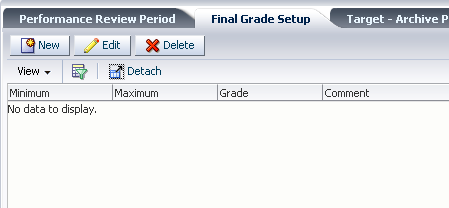 Performance Review Period Final Grade Setup Target - Archive P
New Edit Delete
View Detach
Minimum Maximum Grade Comment
No data to display.